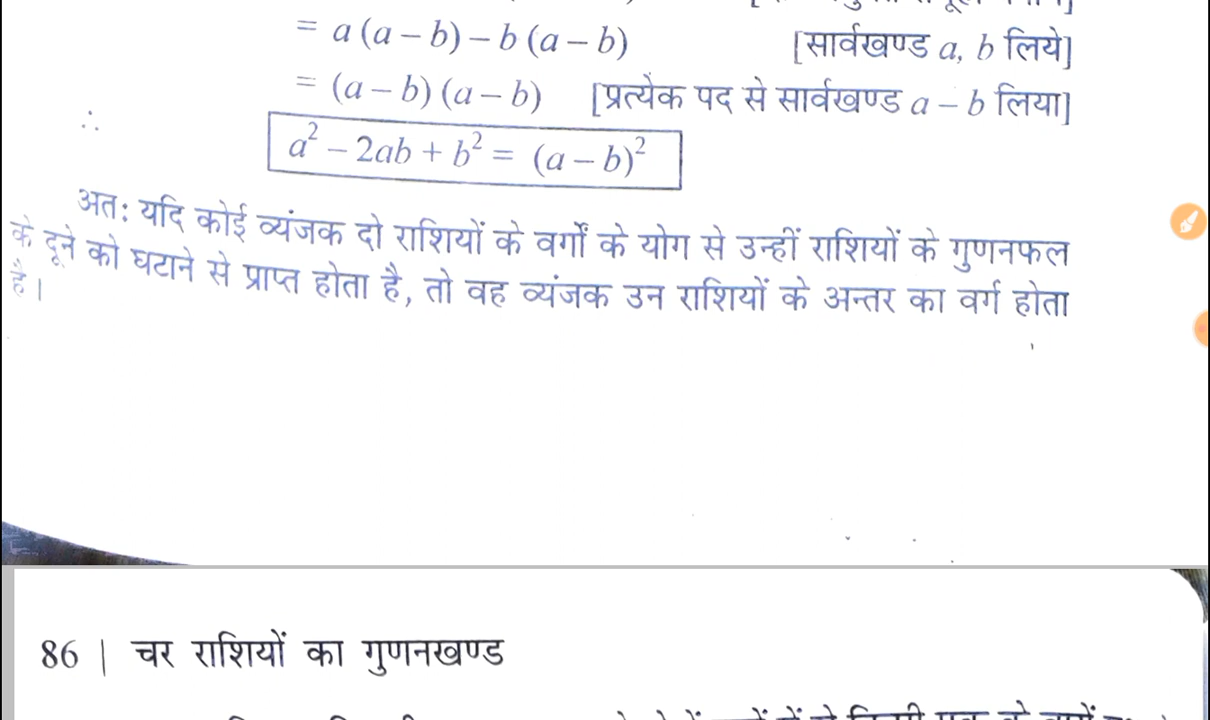 = a (a – b) – b (a – b) [सार्वखण्ड a, b लिये]
= (a – b) (a – b) [प्रत्येक पद से सार्वखण्ड a – b लिया]
∴ a² – 2ab + b² = (a – b)²
अतः यदि कोई व्यंजक दो राशियों के वर्गों के योग से उन्हीं राशियों के गुणनफल
के दूने को घटाने से प्राप्त होता है, तो वह व्यंजक उन राशियों के अन्तर का वर्ग होता
है।
86 | चर राशियों का गुणनखण्ड